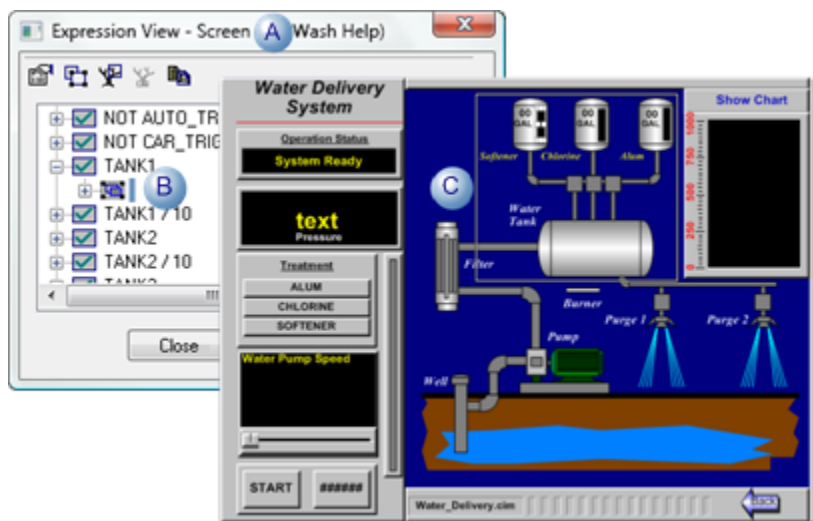 Expression View - Screen A Wash Help)
NOT AUTO_TR
NOT CAR_TRIG
TANK1
B
TANK1 / 10
TANK2
TANK2 / 10
Close
Water Delivery
System
Operation Status
System Ready
text
Pressure
Treatment
ALUM
CHLORINE
SOFTENER
Water Pump Speed
START
######
C
00
GAL
00
GAL
00
GAL
Softener
Chlorine
Alum
Water
Tank
Filter
Burner
Purge 1
Purge 2
Pump
Well
Show Chart
1000
750
500
250
0
Water_Delivery.cim
Back